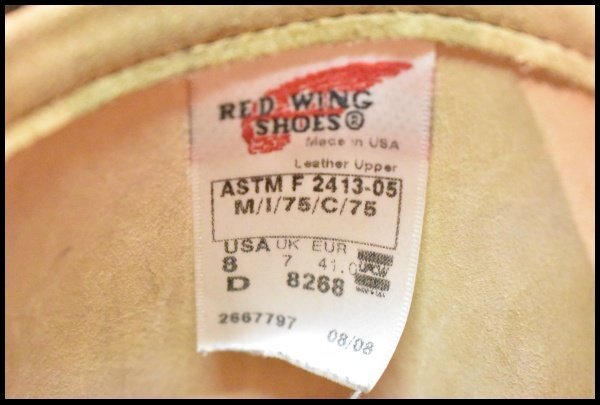 RED WING
SHOES®
Made in USA
Leather Upper
ASTM F 2413-05
M/I/75/C/75
USA UK EUR
8 7 41.0
D 8268
UFCW
2667797 08/08